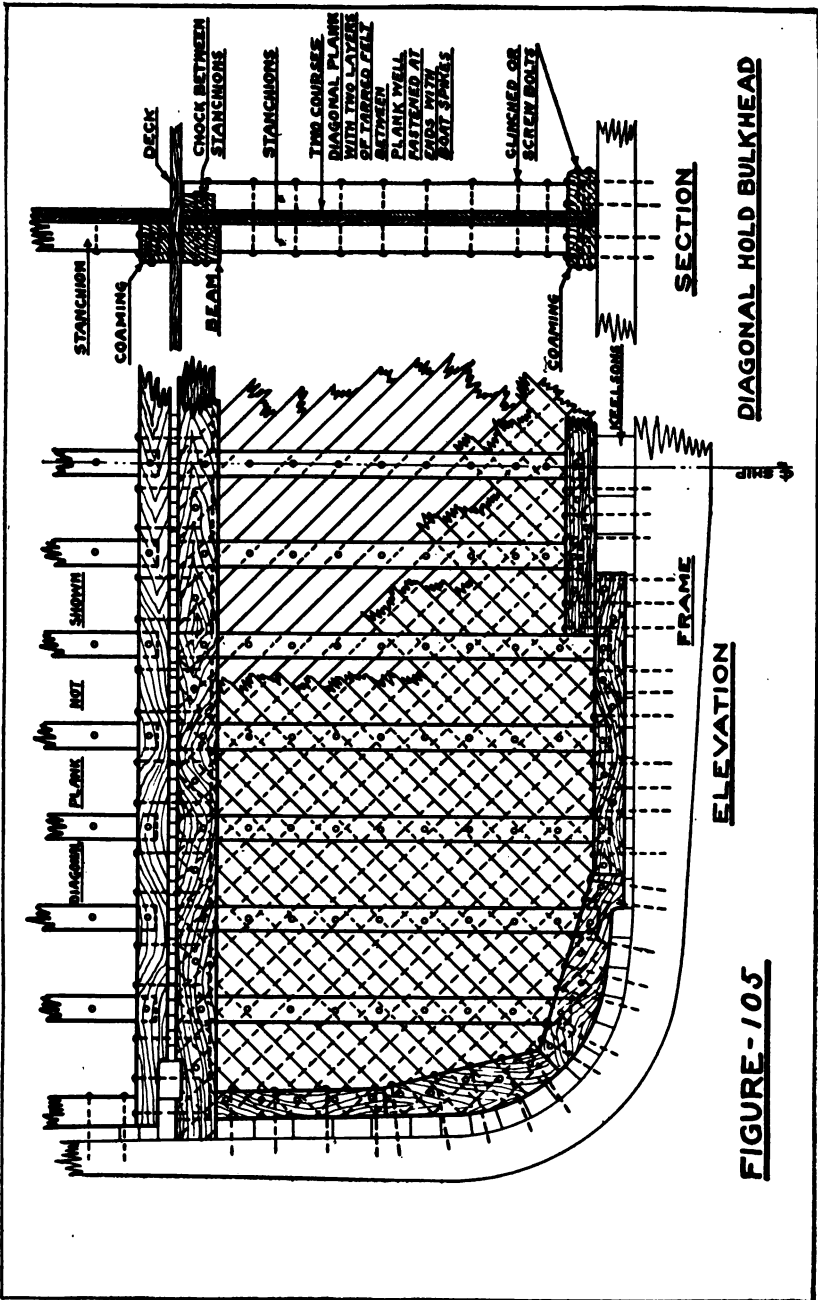 STANCHION
COAMING
BEAM
DECK
CHOCK BETWEEN
STANCHIONS
STANCHIONS
TWO COURSES
DIAGONAL PLANK
WITH TWO LAYERS
OF TARRED FELT
BETWEEN
PLANK WELL
FASTENED AT
ENDS WITH
BOAT SPIKES
CLINCHED OR
SCREW BOLTS
COAMING
SECTION
DIAGONAL PLANK NOT SHOWN
KEELSONS
FRAME
SHIP
ELEVATION
FIGURE-105
DIAGONAL HOLD BULKHEAD